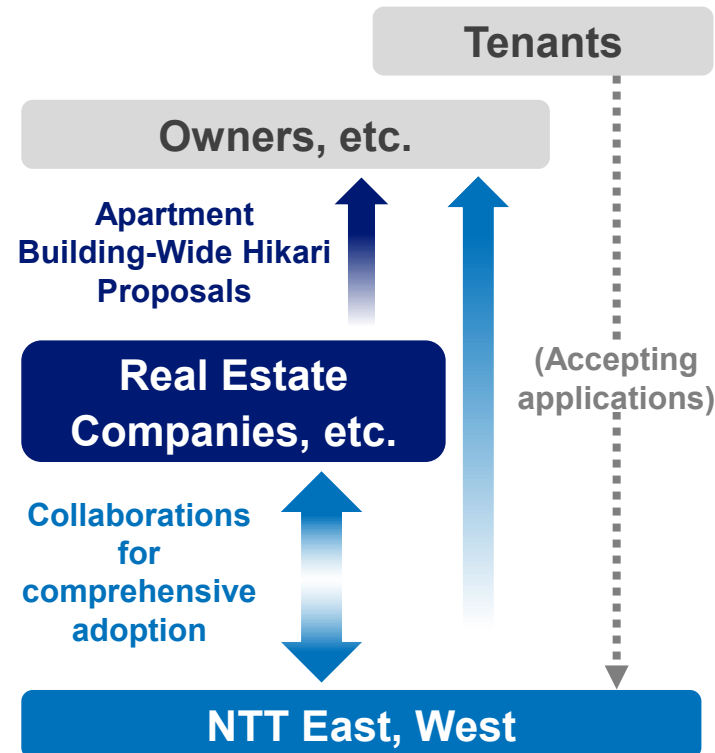 Tenants
Owners, etc.
Apartment
Building-Wide Hikari
Proposals
Real Estate
Companies, etc.
(Accepting
applications)
Collaborations
for
comprehensive
adoption
NTT East, West